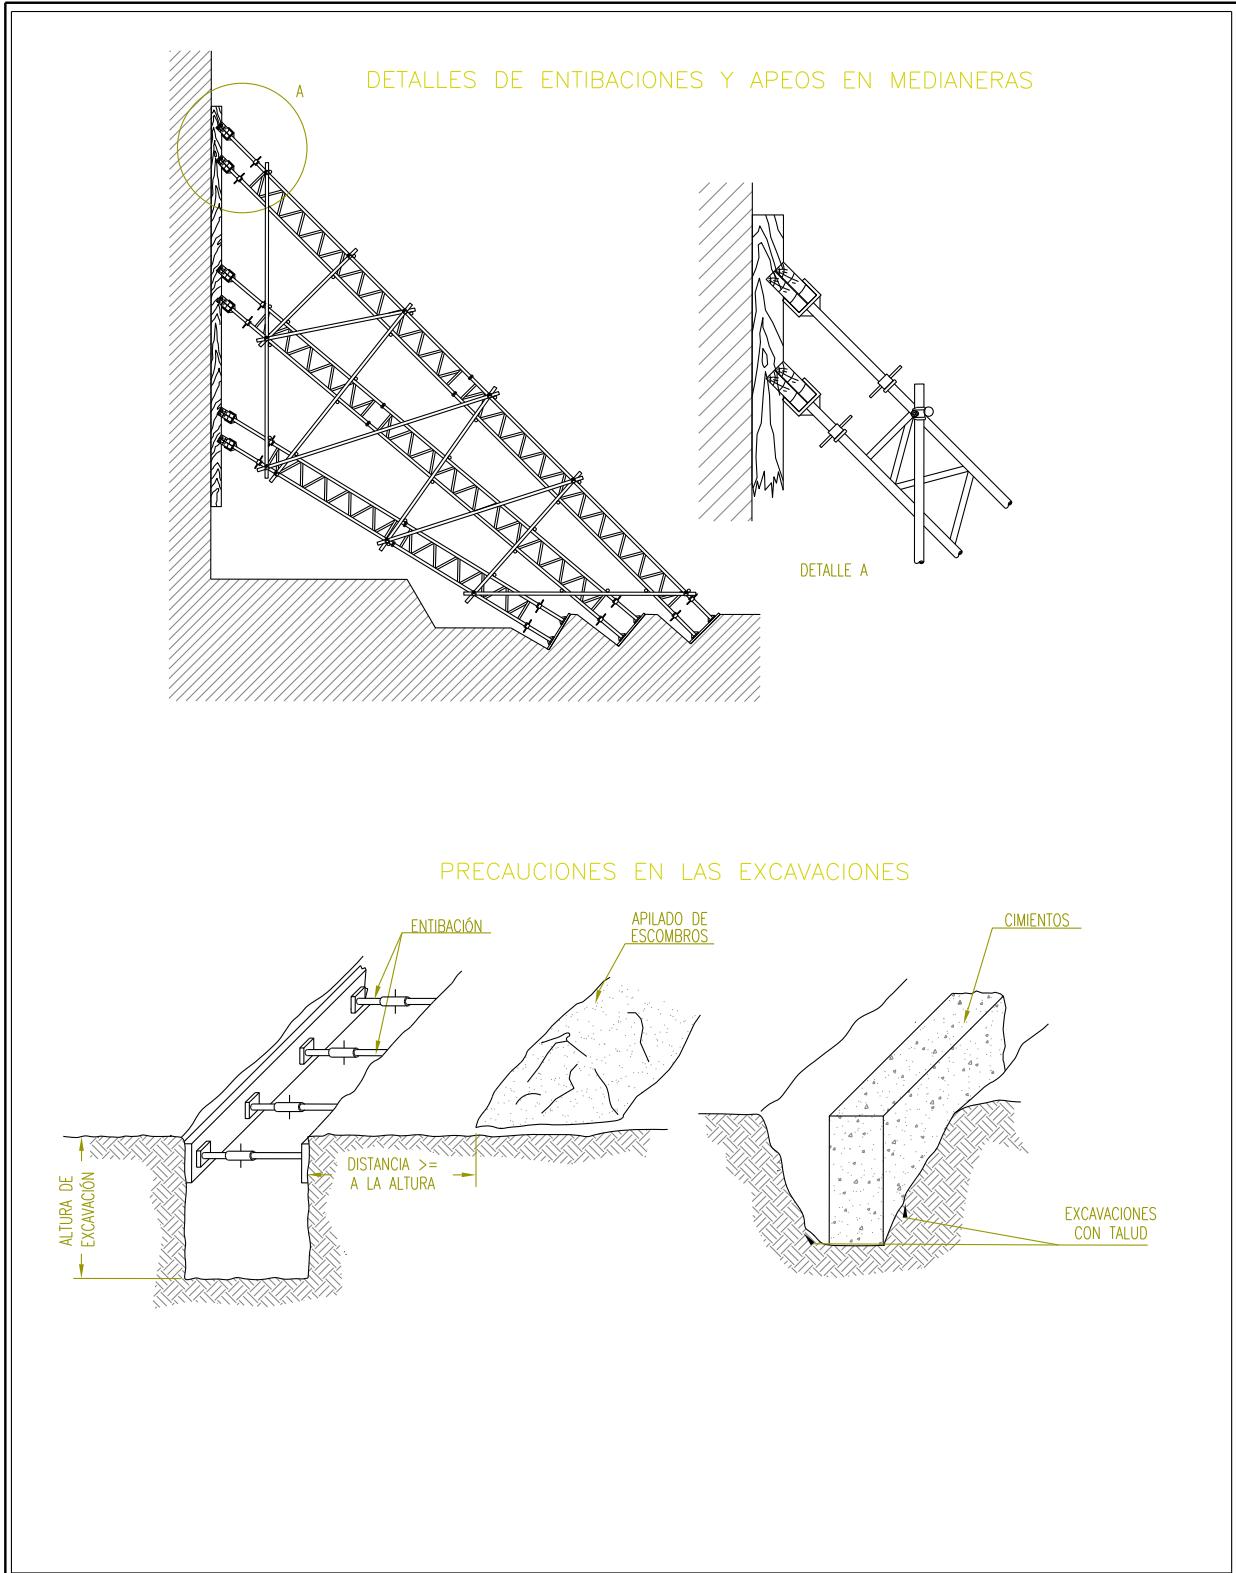 DETALLES DE ENTIBACIONES Y APEOS EN MEDIANERAS
A
DETALLE A
PRECAUCIONES EN LAS EXCAVACIONES
ENTIBACIÓN
APILADO DE
ESCOMBROS
CIMIENTOS
ALTURA DE
EXCAVACIÓN
DISTANCIA >=
A LA ALTURA
EXCAVACIONES
CON TALUD